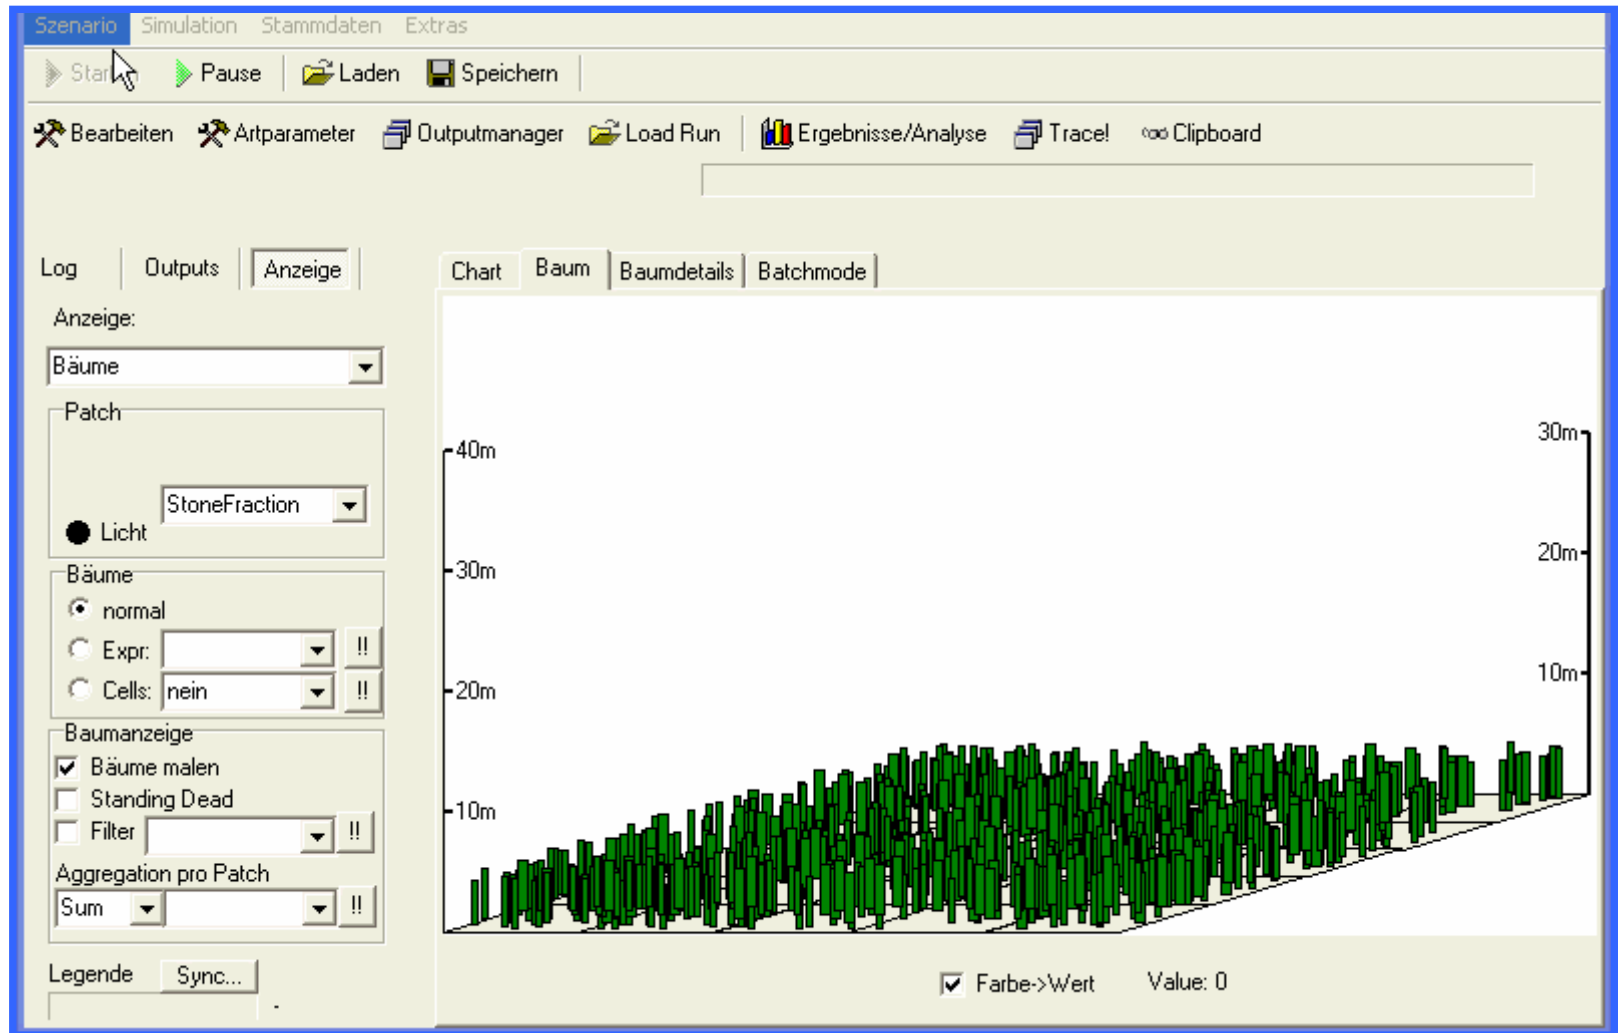 Szenario Simulation Stammdaten Extras
Pause Laden Speichern
Bearbeiten Artparameter Outputmanager Load Run Ergebnisse/Analyse Trace! Clipboard
Log Outputs Anzeige
Chart Baum Baumdetails Batchmode
Anzeige:
Bäume
Patch
StoneFraction
Licht
Bäume
normal
Expr: !!
Cells: nein !!
Baumanzeige
Bäume malen
Standing Dead
Filter !!
Aggregation pro Patch
Sum !!
Legende Sync...
-
40m
30m
20m
10m
30m
20m
10m
Farbe->Wert Value: 0